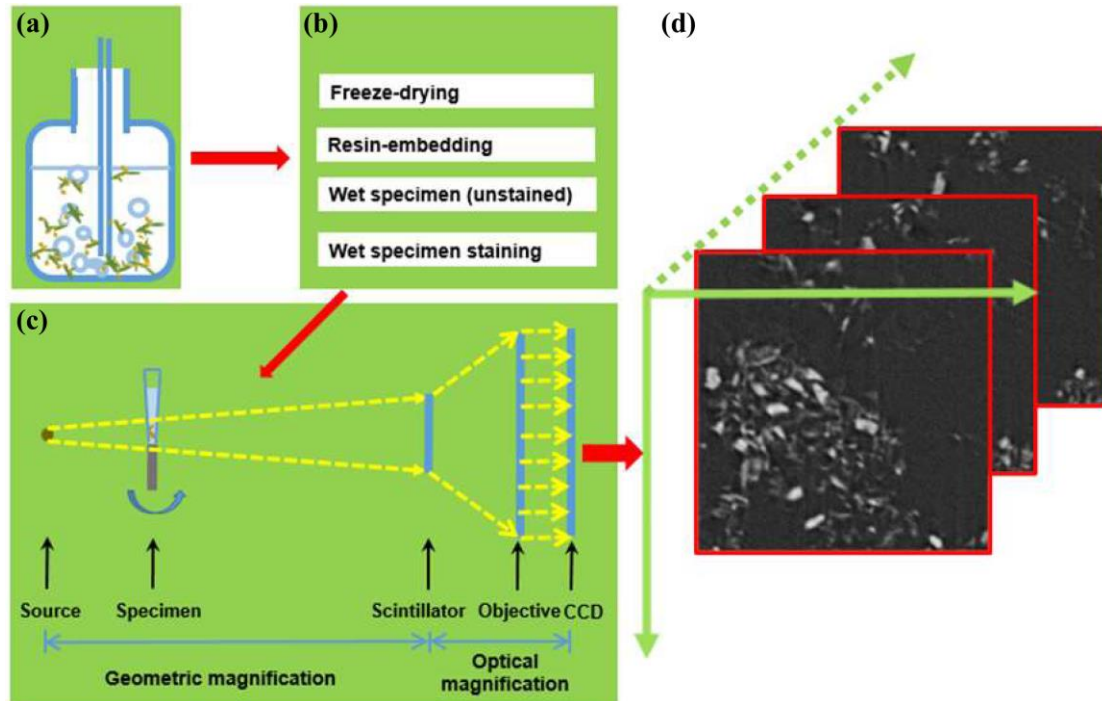 (a)
(b)
Freeze-drying
Resin-embedding
Wet specimen (unstained)
Wet specimen staining
(c)
Source
Specimen
Scintillator
Objective
CCD
Geometric magnification
Optical
magnification
(d)